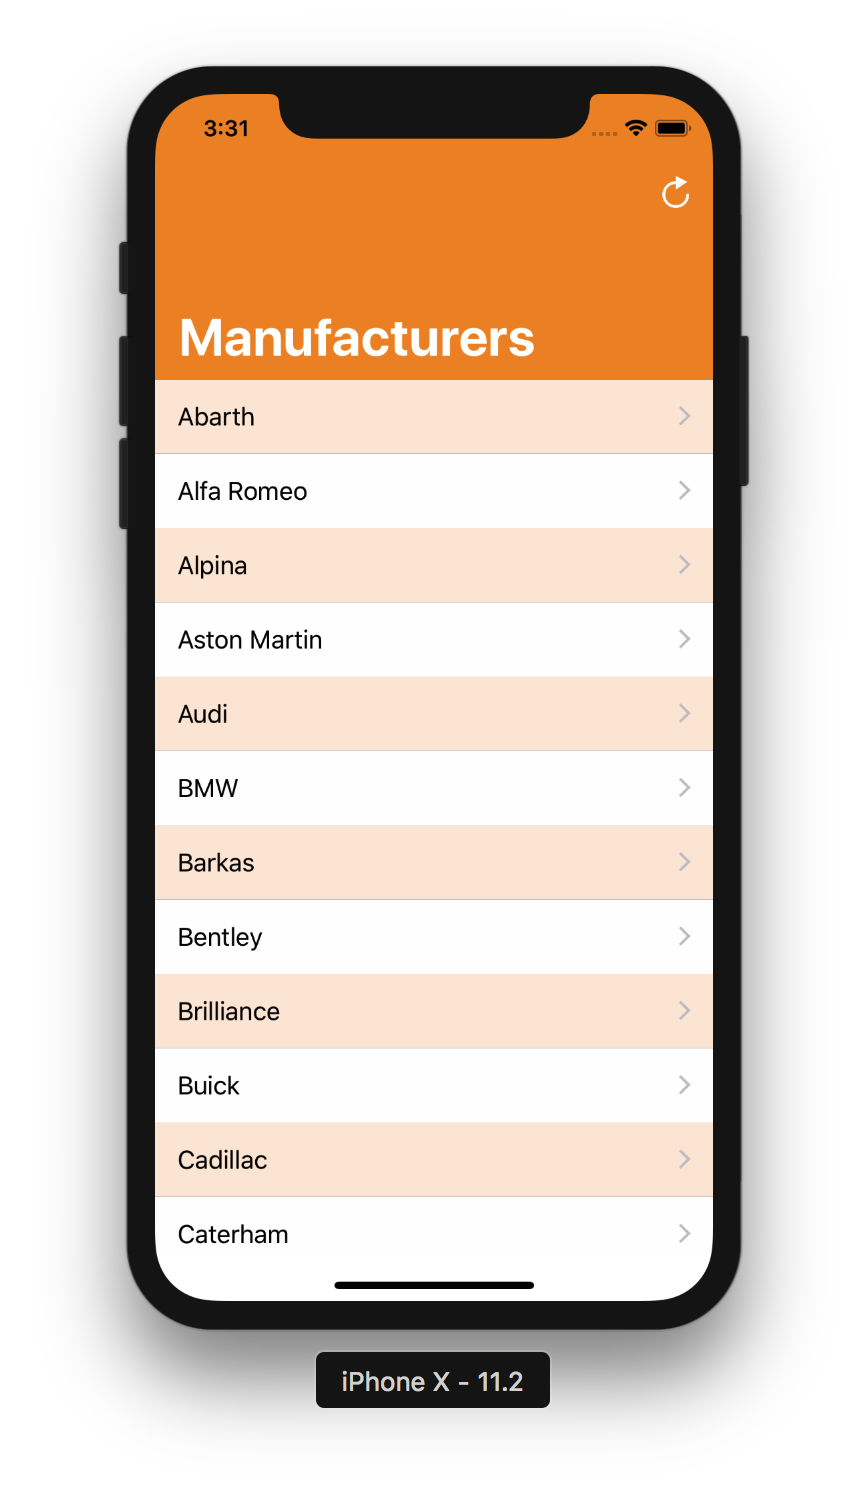 3:31
Manufacturers
Abarth
Alfa Romeo
Alpina
Aston Martin
Audi
BMW
Barkas
Bentley
Brilliance
Buick
Cadillac
Caterham
iPhone X - 11.2